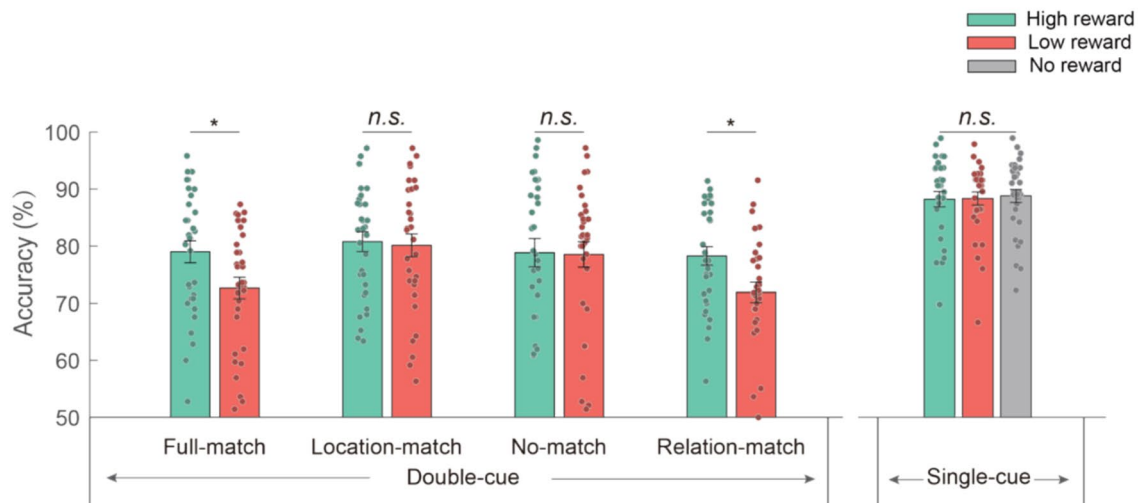 High reward
Low reward
No reward
Accuracy (%)
100
90
80
70
60
50
*
n.s.
n.s.
*
n.s.
Full-match
Location-match
No-match
Relation-match
Double-cue
Single-cue